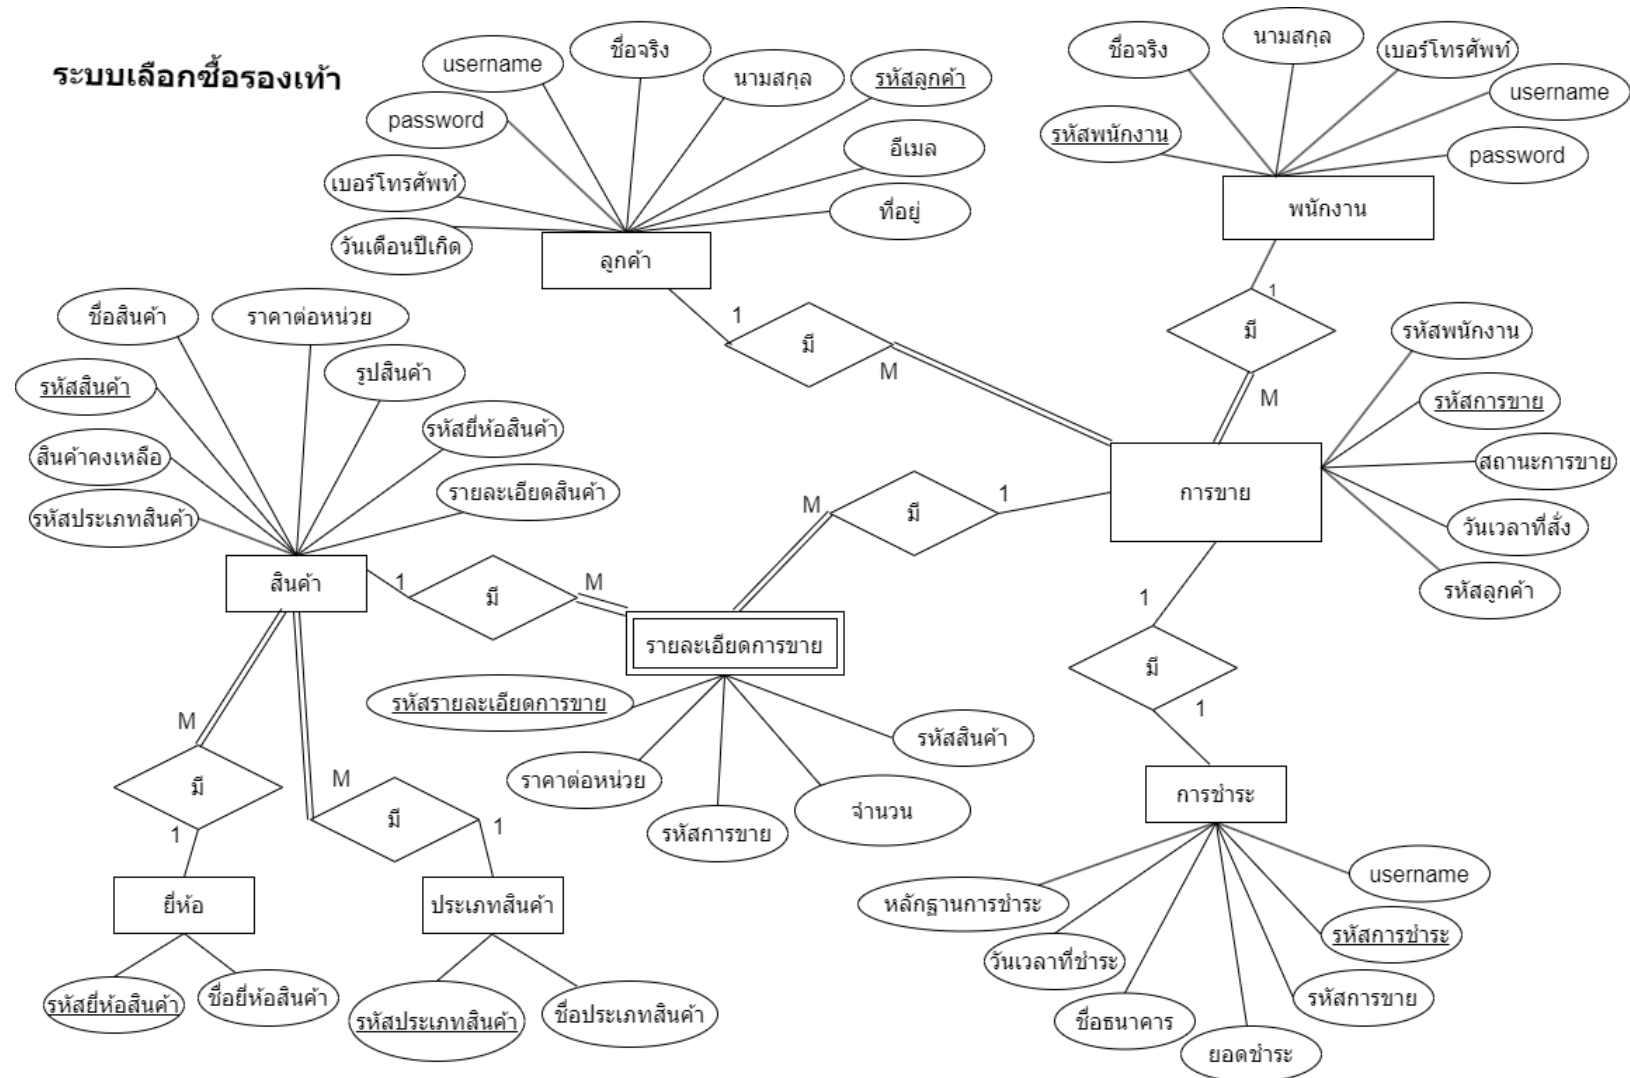 ระบบเลือกซื้อรองเท้า
username
ชื่อจริง
นามสกุล
รหัสลูกค้า
password
อีเมล
เบอร์โทรศัพท์
ที่อยู่
วันเดือนปีเกิด
ลูกค้า
ชื่อจริง
นามสกุล
เบอร์โทรศัพท์
username
รหัสพนักงาน
password
พนักงาน
1
มี
M
1
มี
M
ชื่อสินค้า
ราคาต่อหน่วย
รหัสสินค้า
รูปสินค้า
สินค้าคงเหลือ
รหัสยี่ห้อสินค้า
รหัสประเภทสินค้า
รายละเอียดสินค้า
สินค้า
รหัสพนักงาน
รหัสการขาย
สถานะการขาย
วันเวลาที่สั่ง
รหัสลูกค้า
การขาย
M
มี
1
1
มี
M
รายละเอียดการขาย
รหัสรายละเอียดการขาย
ราคาต่อหน่วย
รหัสการขาย
จำนวน
รหัสสินค้า
1
มี
1
การชำระ
หลักฐานการชำระ
วันเวลาที่ชำระ
ชื่อธนาคาร
ยอดชำระ
รหัสการขาย
รหัสการชำระ
username
M
มี
1
ยี่ห้อ
รหัสยี่ห้อสินค้า
ชื่อยี่ห้อสินค้า
M
มี
1
ประเภทสินค้า
รหัสประเภทสินค้า
ชื่อประเภทสินค้า